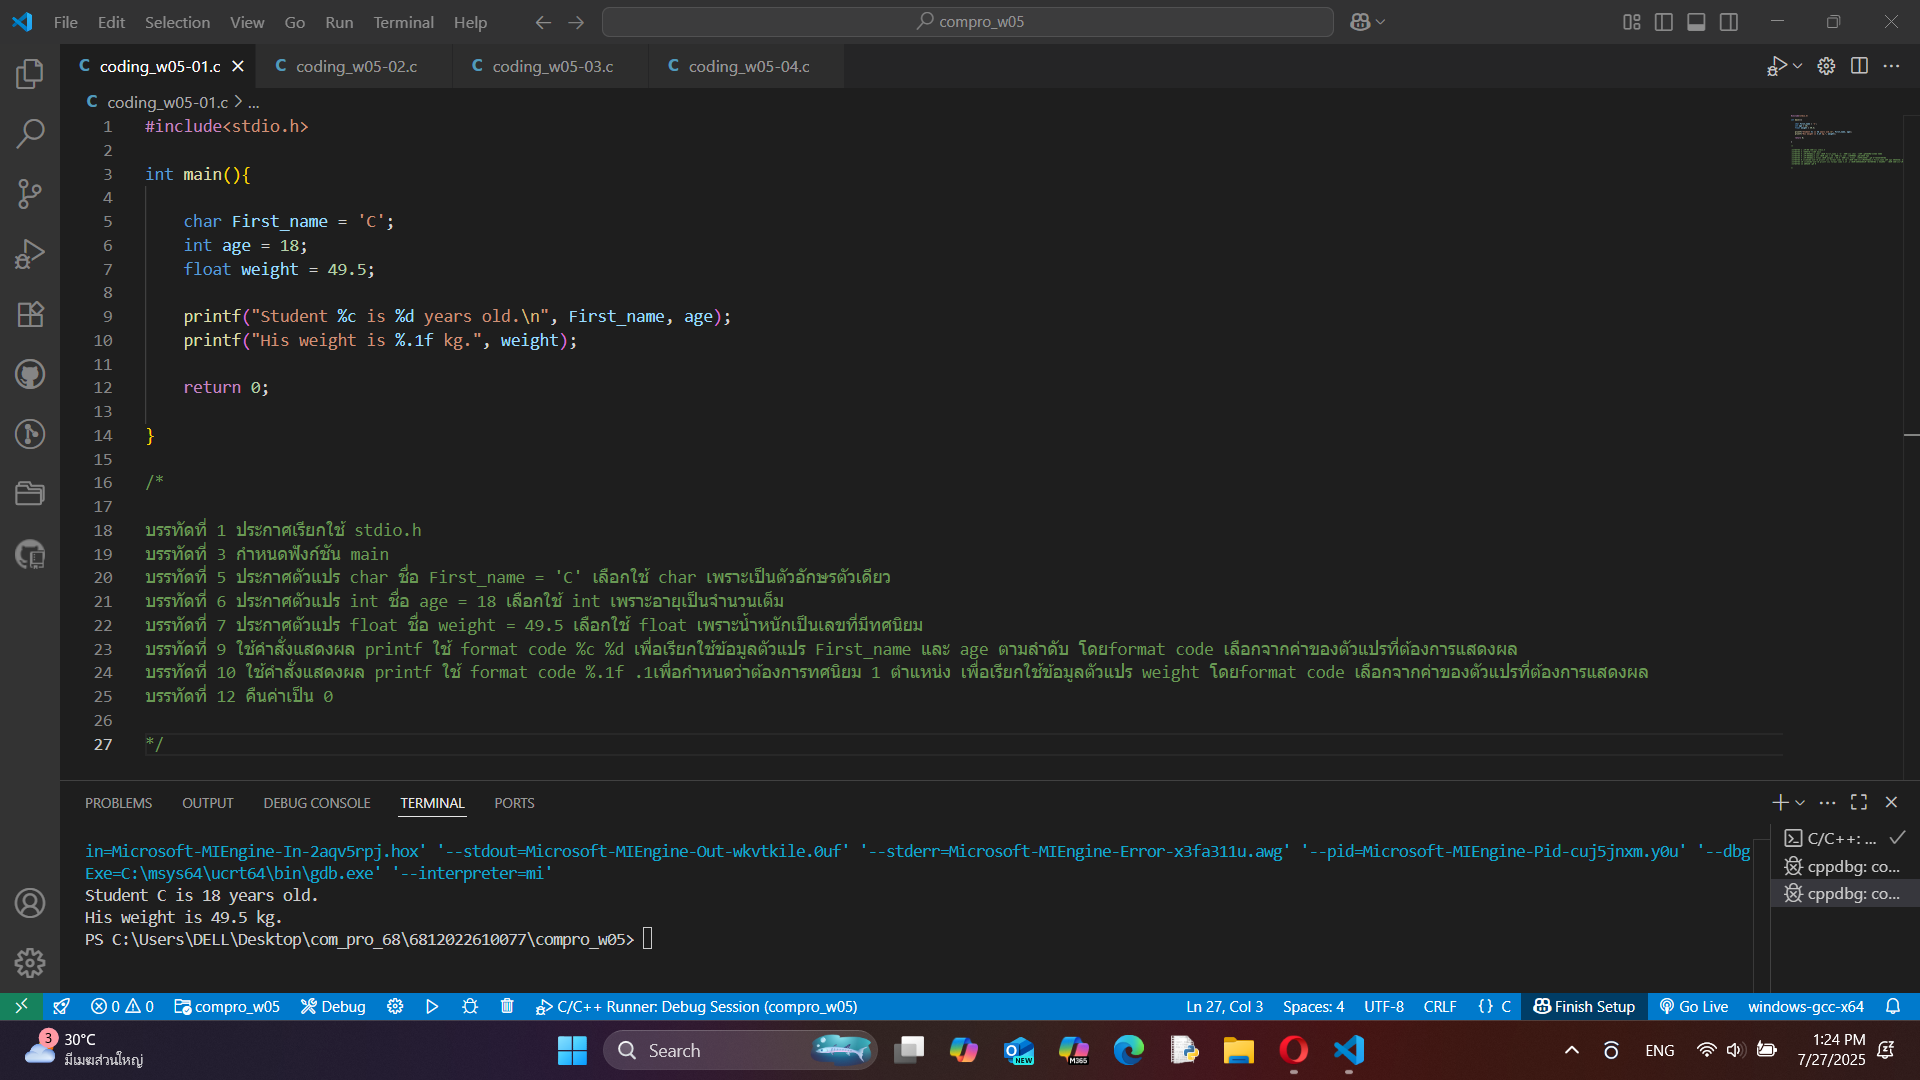 File Edit Selection View Go Run Terminal Help
compro_w05
coding_w05-01.c
coding_w05-02.c
coding_w05-03.c
coding_w05-04.c
coding_w05-01.c > ...
1 #include<stdio.h>
2
3 int main(){
4
5 char First_name = 'C';
6 int age = 18;
7 float weight = 49.5;
8
9 printf("Student %c is %d years old.\n", First_name, age);
10 printf("His weight is %.1f kg.", weight);
11
12 return 0;
13
14 }
15
16 /*
17
18 บรรทัดที่ 1 ประกาศเรียกใช้ stdio.h
19 บรรทัดที่ 3 กำหนดฟังก์ชัน main
20 บรรทัดที่ 5 ประกาศตัวแปร char ชื่อ First_name = 'C' เลือกใช้ char เพราะเป็นตัวอักษรตัวเดียว
21 บรรทัดที่ 6 ประกาศตัวแปร int ชื่อ age = 18 เลือกใช้ int เพราะอายุเป็นจำนวนเต็ม
22 บรรทัดที่ 7 ประกาศตัวแปร float ชื่อ weight = 49.5 เลือกใช้ float เพราะน้ำหนักเป็นเลขที่มีทศนิยม
23 บรรทัดที่ 9 ใช้คำสั่งแสดงผล printf ใช้ format code %c %d เพื่อเรียกใช้ข้อมูลตัวแปร First_name และ age ตามลำดับ โดยformat code เลือกจากค่าของตัวแปรที่ต้องการแสดงผล
24 บรรทัดที่ 10 ใช้คำสั่งแสดงผล printf ใช้ format code %.1f .1เพื่อกำหนดว่าต้องการทศนิยม 1 ตำแหน่ง เพื่อเรียกใช้ข้อมูลตัวแปร weight โดยformat code เลือกจากค่าของตัวแปรที่ต้องการแสดงผล
25 บรรทัดที่ 12 คืนค่าเป็น 0
26
27 */
PROBLEMS OUTPUT DEBUG CONSOLE TERMINAL PORTS
in=Microsoft-MIEngine-In-2aqv5rpj.hox' '--stdout=Microsoft-MIEngine-Out-wkvtkile.0uf' '--stderr=Microsoft-MIEngine-Error-x3fa311u.awg' '--pid=Microsoft-MIEngine-Pid-cuj5jnxm.y0u' '--dbg
Exe=C:\msys64\ucrt64\bin\gdb.exe' '--interpreter=mi'
Student C is 18 years old.
His weight is 49.5 kg.
PS C:\Users\DELL\Desktop\com_pro_68\6812022610077\compro_w05>
C/C++: ...
cppdbg: co...
cppdbg: co...
0 0 compro_w05 Debug C/C++ Runner: Debug Session (compro_w05) Ln 27, Col 3 Spaces: 4 UTF-8 CRLF {} C Finish Setup Go Live windows-gcc-x64
3
30°C
มีเมฆส่วนใหญ่
Search
NEW
M365
ENG
1:24 PM
7/27/2025